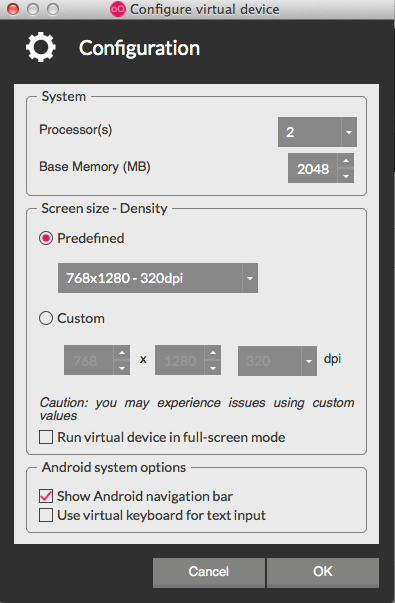 Configure virtual device
Configuration
System
Processor(s)
2
Base Memory (MB)
2048
Screen size - Density
Predefined
768x1280 - 320dpi
Custom
768 x 1280 320 dpi
Caution: you may experience issues using custom
values
Run virtual device in full-screen mode
Android system options
Show Android navigation bar
Use virtual keyboard for text input
Cancel OK